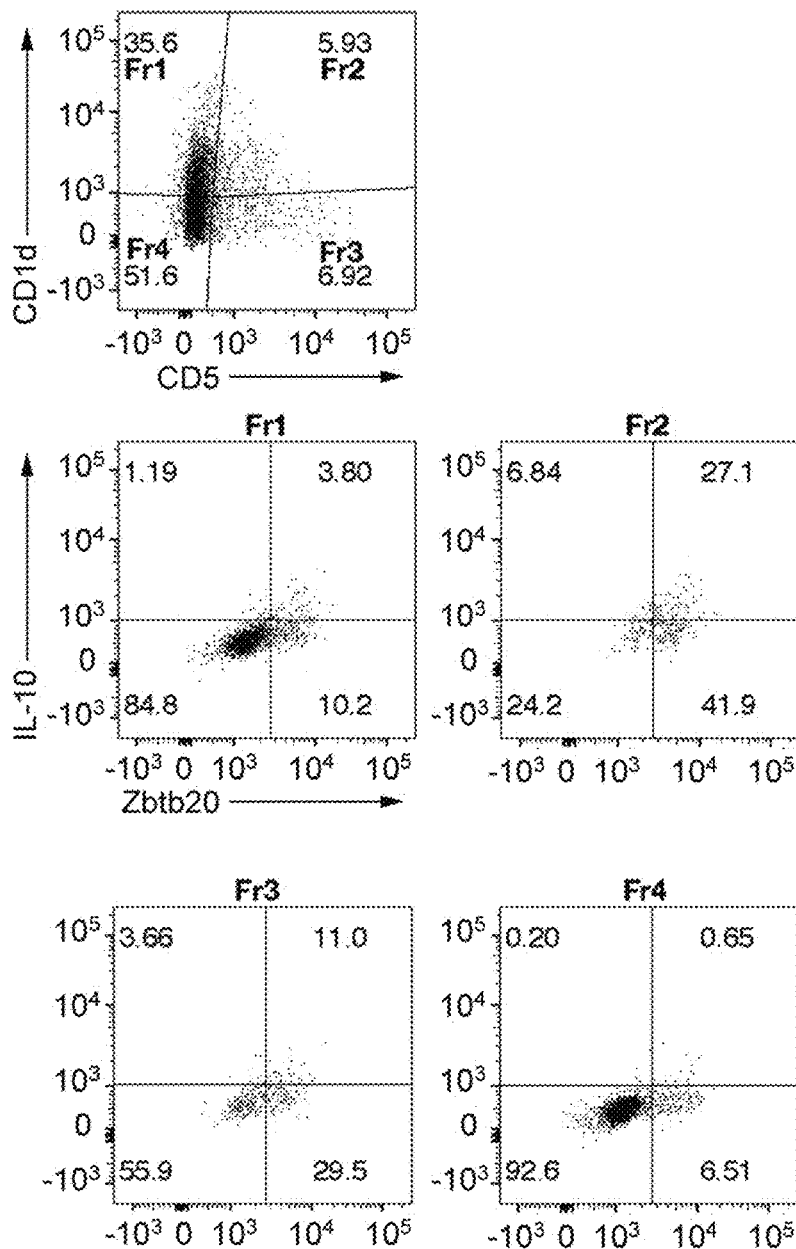 10⁵ 35.6 5.93
Fr1 Fr2
10⁴
10³
0
Fr4 Fr3
51.6 6.92
-10³
CD1d
-10³ 0 10³ 10⁴ 10⁵
CD5
Fr1 Fr2
10⁵ 1.19 3.80 10⁵ 6.84 27.1
10⁴ 10⁴
10³ 10³
0 0
84.8 10.2 24.2 41.9
-10³ -10³
IL-10
-10³ 0 10³ 10⁴ 10⁵ -10³ 0 10³ 10⁴ 10⁵
Zbtb20
Fr3 Fr4
10⁵ 3.66 11.0 10⁵ 0.20 0.65
10⁴ 10⁴
10³ 10³
0 0
55.9 29.5 92.6 6.51
-10³ -10³
-10³ 0 10³ 10⁴ 10⁵ -10³ 0 10³ 10⁴ 10⁵